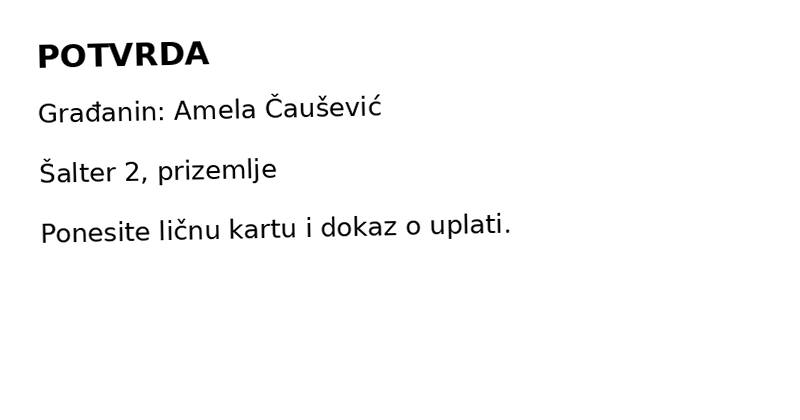 POTVRDA
Građanin: Amela Čaušević
Šalter 2, prizemlje
Ponesite ličnu kartu i dokaz o uplati.